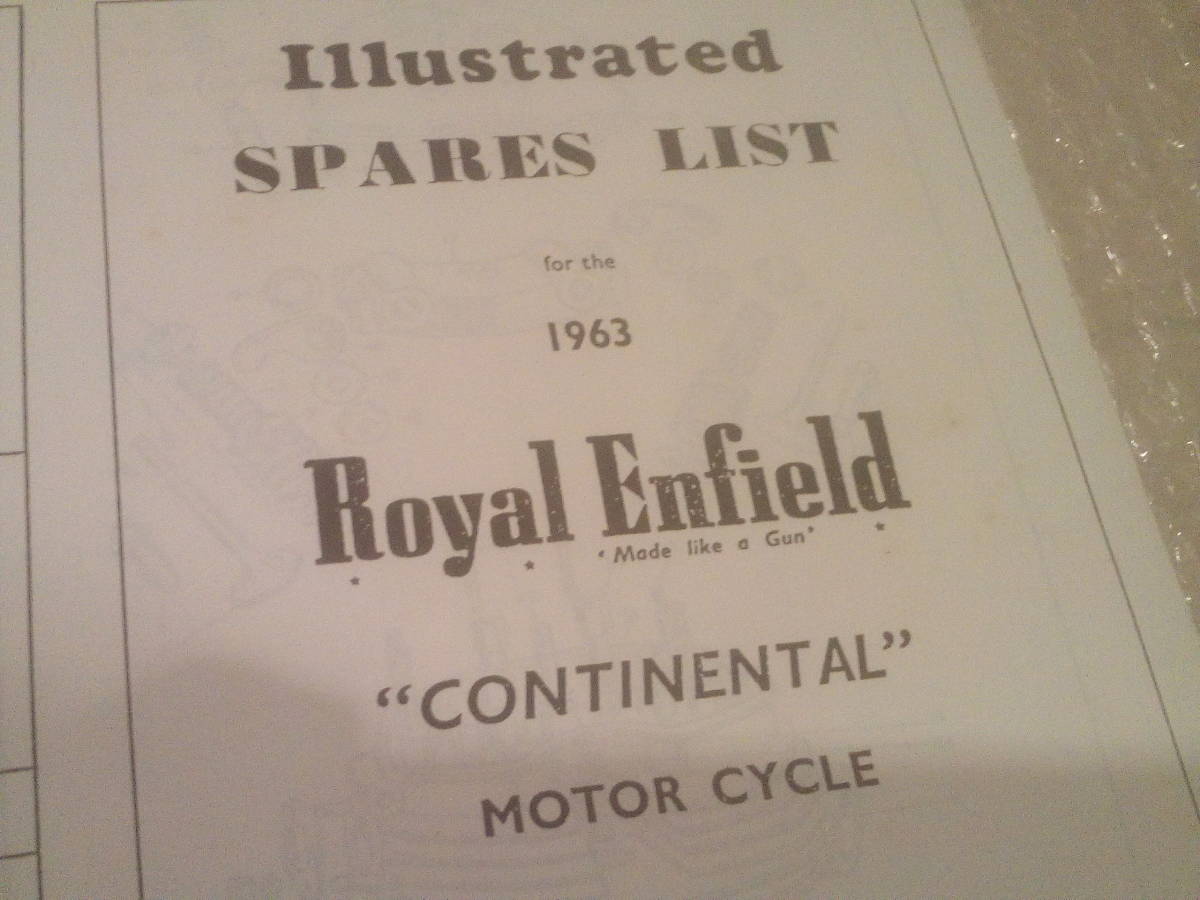 Illustrated
SPARES LIST
for the
1963
Royal Enfield
'Made like a Gun'
“CONTINENTAL”
MOTOR CYCLE